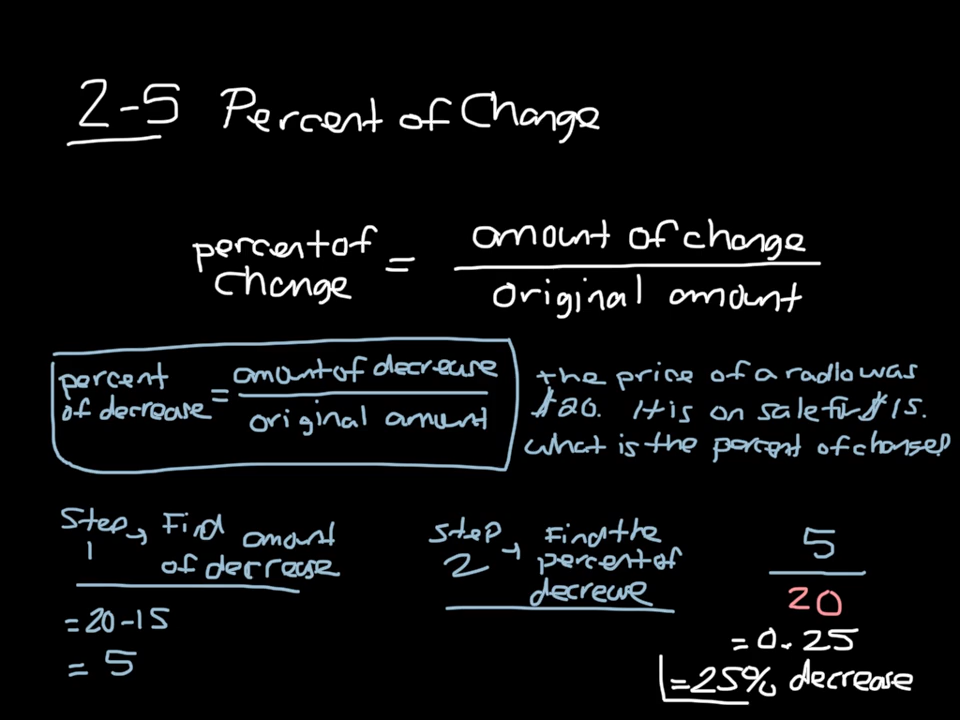 2-5 Percent of Change
percent of
change
=
amount of change
original amount
percent
of decrease
=
amount of decrease
original amount
the price of a radio was
$20. It is on sale for $15.
What is the percent of change?
Step
1
→ Find amount
of decrease
= 20-15
= 5
Step
2
→ Find the
percent of
decrease
5
20
= 0.25
= 25% decrease